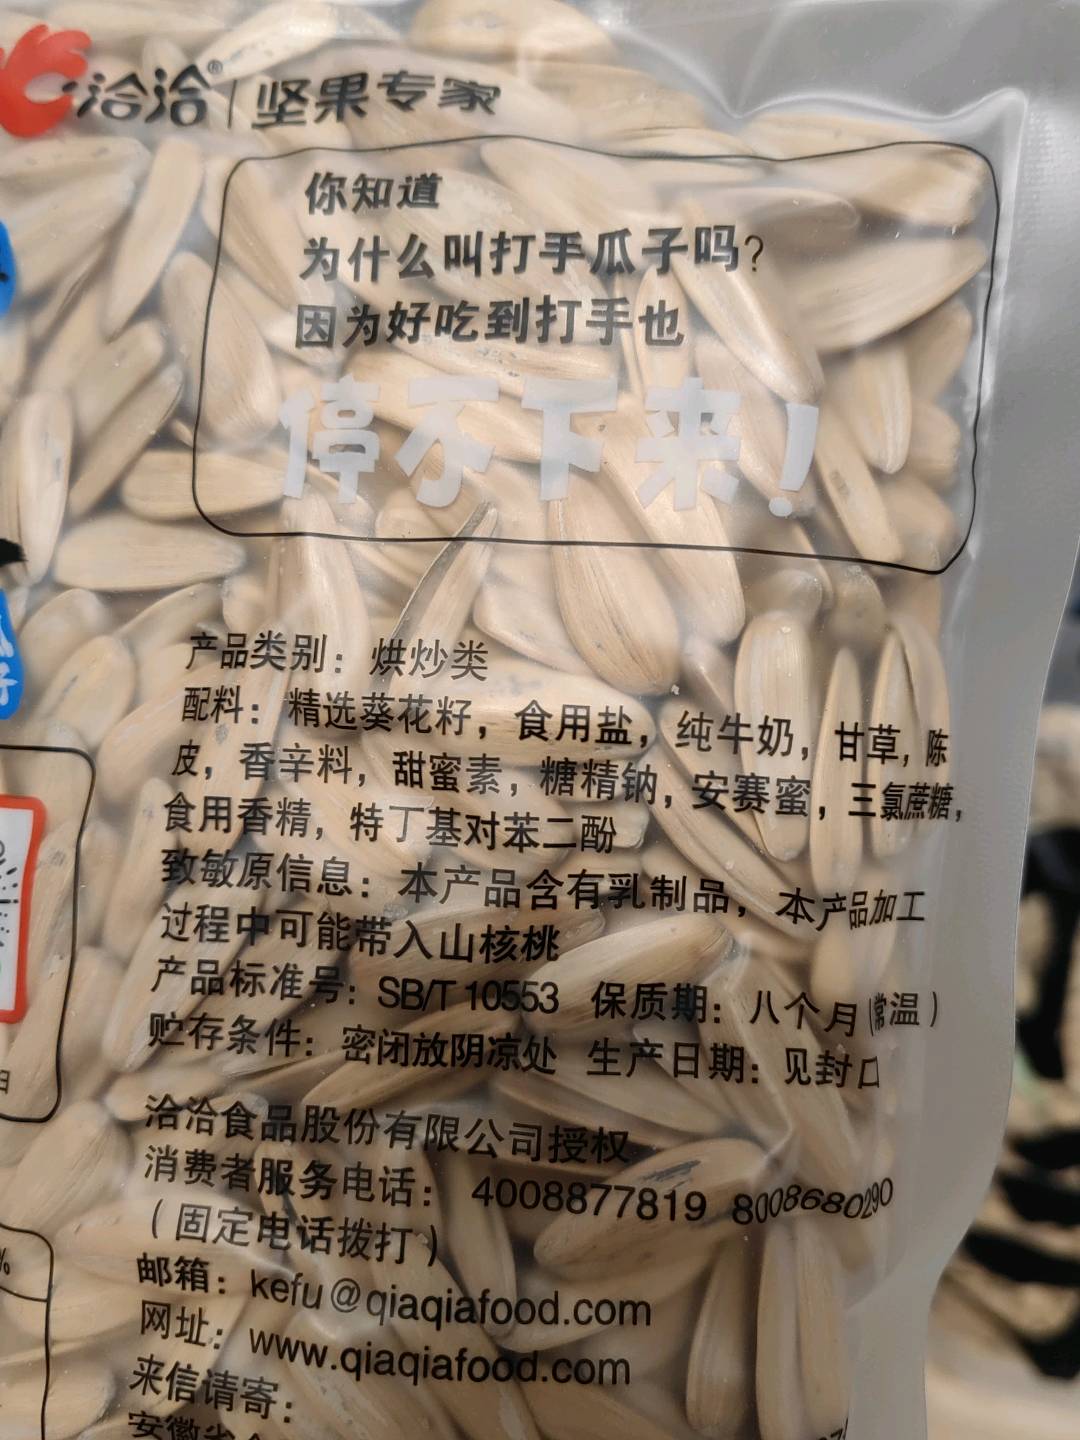 洽洽® | 坚果专家
你知道
为什么叫打手瓜子吗?
因为好吃到打手也
停不下来!
产品类别：烘炒类
配料：精选葵花籽，食用盐，纯牛奶，甘草，陈
皮，香辛料，甜蜜素，糖精钠，安赛蜜，三氯蔗糖，
食用香精，特丁基对苯二酚
致敏原信息：本产品含有乳制品，本产品加工
过程中可能带入山核桃
产品标准号：SB/T 10553 保质期：八个月(常温)
贮存条件：密闭放阴凉处 生产日期：见封口
洽洽食品股份有限公司授权
消费者服务电话：4008877819 8008680290
(固定电话拨打)
邮箱：kefu@qiaqiafood.com
网址：www.qiaqiafood.com
来信请寄：
安徽省